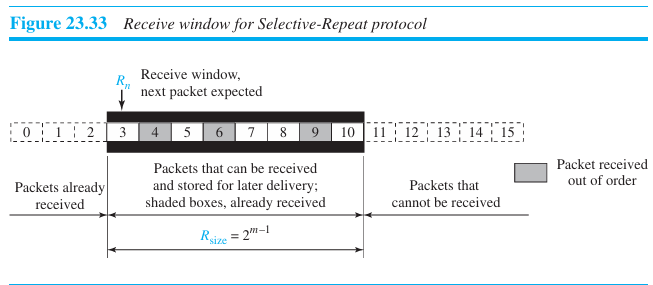 Figure 23.33 Receive window for Selective-Repeat protocol
Rn
Receive window,
next packet expected
0 1 2 3 4 5 6 7 8 9 10 11 12 13 14 15
Packets already
received
Packets that can be received
and stored for later delivery;
shaded boxes, already received
Packets that
cannot be received
Packet received
out of order
Rsize = 2^m–1